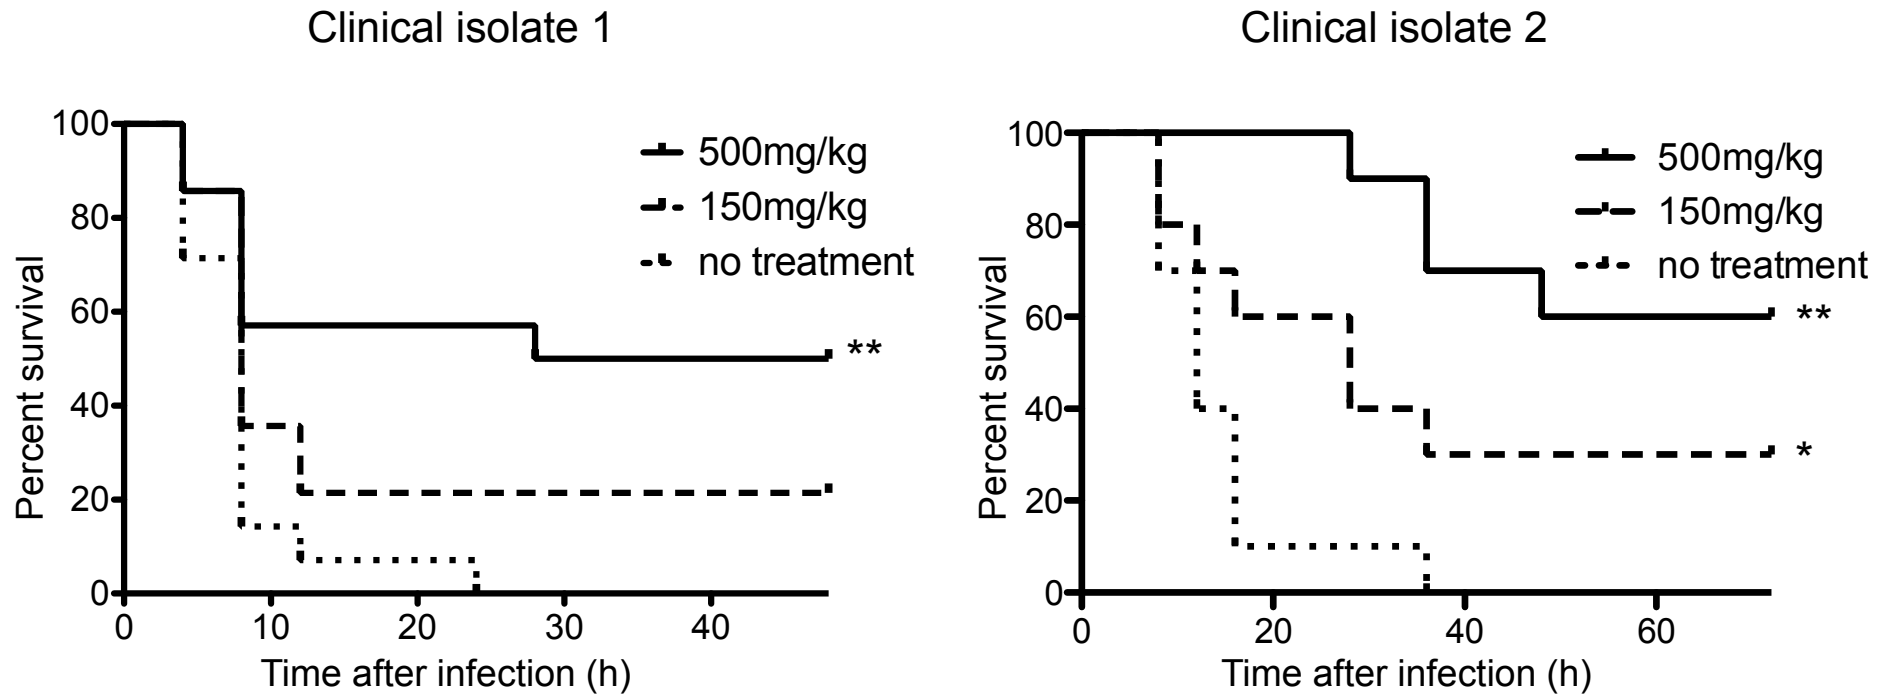 Clinical isolate 1
100
80
60
40
20
0
Percent survival
500mg/kg
150mg/kg
no treatment
**
0 10 20 30 40
Time after infection (h)
Clinical isolate 2
100
80
60
40
20
0
Percent survival
500mg/kg
150mg/kg
no treatment
**
*
0 20 40 60
Time after infection (h)